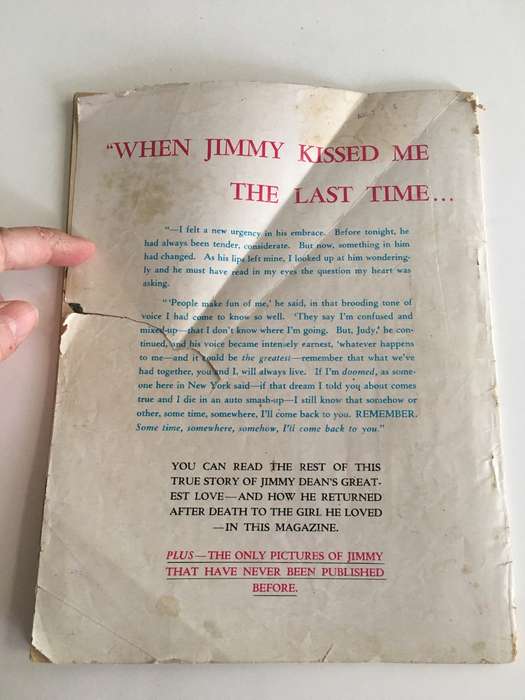 "WHEN JIMMY KISSED ME
THE LAST TIME...
"—I felt a new urgency in his embrace. Before tonight, he
had always been tender, considerate. But now, something in him
had changed. As his lips left mine, I looked up at him wondering-
ly and he must have read in my eyes the question my heart was
asking.
"'People make fun of me,' he said, in that brooding tone of
voice I had come to know so well. 'They say I'm confused and
mixed-up—that I don't know where I'm going. But, Judy,' he con-
tinued, and his voice became intensely earnest, 'whatever happens
to me—and it could be the greatest—remember that what we've
had together, you and I, will always live. If I'm doomed, as some-
one here in New York said—if that dream I told you about comes
true and I die in an auto smash-up—I still know that somehow or
other, some time, somewhere, I'll come back to you. REMEMBER.
Some time, somewhere, somehow, I'll come back to you."
YOU CAN READ THE REST OF THIS
TRUE STORY OF JIMMY DEAN'S GREAT-
EST LOVE—AND HOW HE RETURNED
AFTER DEATH TO THE GIRL HE LOVED
—IN THIS MAGAZINE.
PLUS—THE ONLY PICTURES OF JIMMY
THAT HAVE NEVER BEEN PUBLISHED
BEFORE.